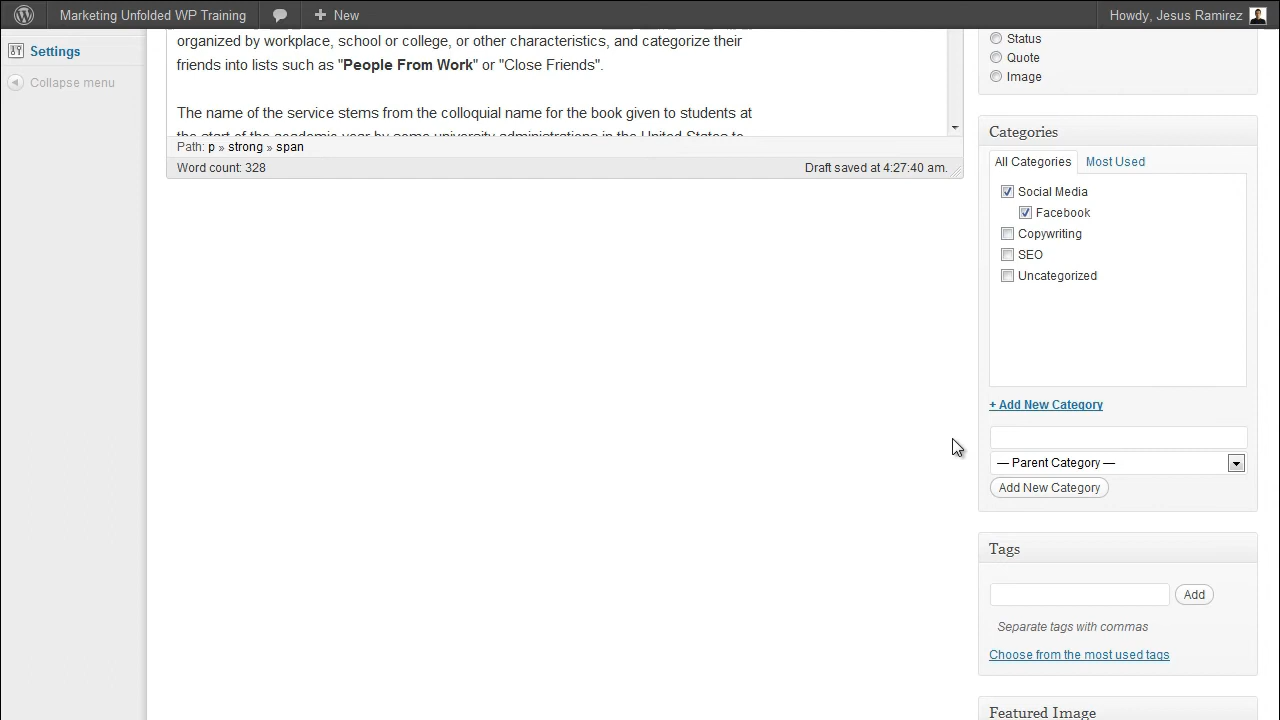 Marketing Unfolded WP Training
New
Howdy, Jesus Ramirez
Settings
Collapse menu
organized by workplace, school or college, or other characteristics, and categorize their
friends into lists such as "People From Work" or "Close Friends".
The name of the service stems from the colloquial name for the book given to students at
the start of the academic year by some university administrations in the United States to
Path: p » strong » span
Word count: 328
Draft saved at 4:27:40 am.
Status
Quote
Image
Categories
All Categories
Most Used
Social Media
Facebook
Copywriting
SEO
Uncategorized
+ Add New Category
— Parent Category —
Add New Category
Tags
Add
Separate tags with commas
Choose from the most used tags
Featured Image